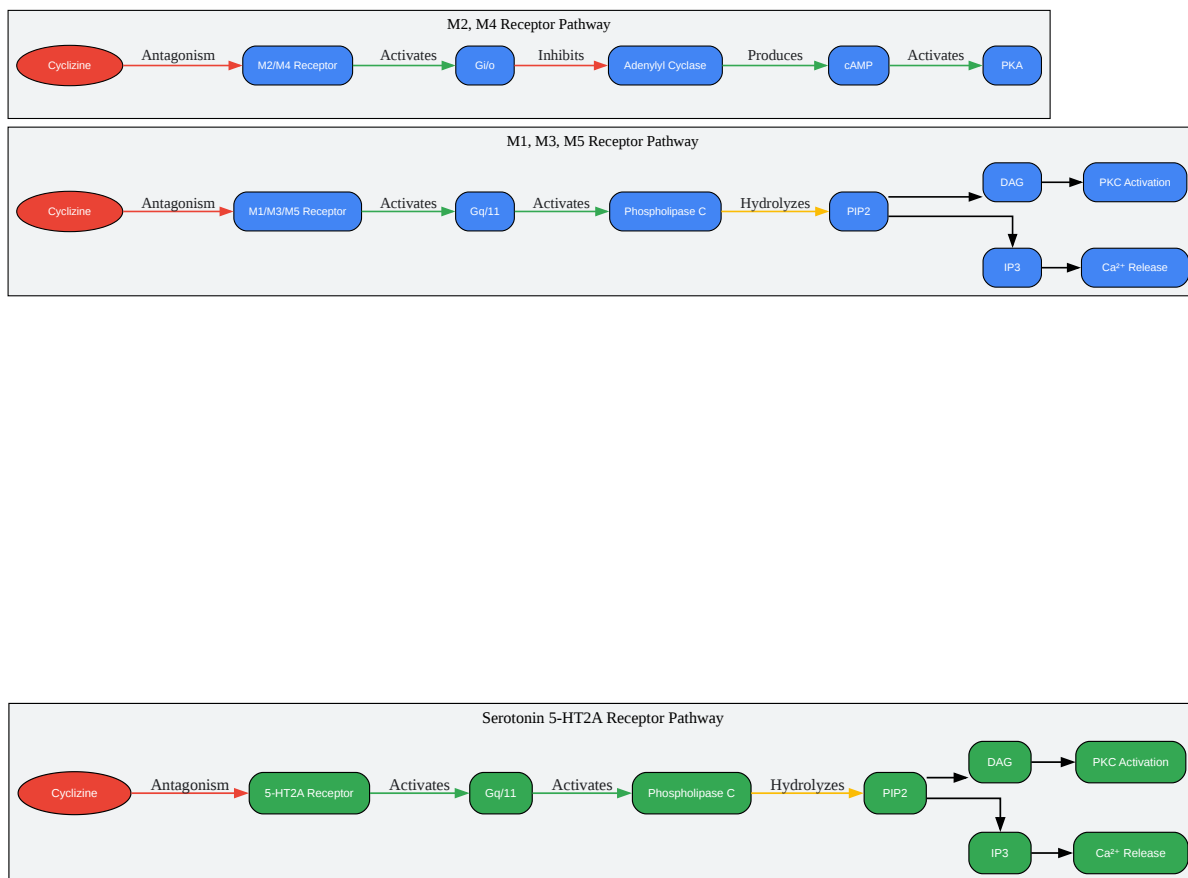 M2, M4 Receptor Pathway
Cyclizine
Antagonism
M2/M4 Receptor
Activates
Gi/o
Inhibits
Adenylyl Cyclase
Produces
cAMP
Activates
PKA
M1, M3, M5 Receptor Pathway
Cyclizine
Antagonism
M1/M3/M5 Receptor
Activates
Gq/11
Activates
Phospholipase C
Hydrolyzes
PIP2
DAG
PKC Activation
IP3
Ca²⁺ Release
Serotonin 5-HT2A Receptor Pathway
Cyclizine
Antagonism
5-HT2A Receptor
Activates
Gq/11
Activates
Phospholipase C
Hydrolyzes
PIP2
DAG
PKC Activation
IP3
Ca²⁺ Release